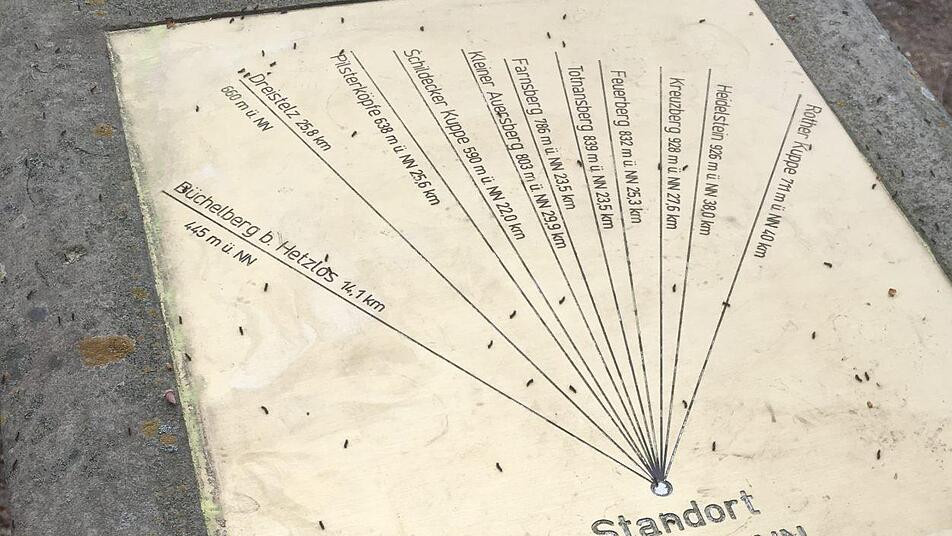 Büchelberg b. Hetzlos 14,1 km
445 m ü. NN
Dreistelz 25,8 km
660 m ü. NN
Pilsterköpfe 638 m ü NN 25,6 km
Schildecker Kuppe 590 m ü NN 22,0 km
Kleiner Auersberg 803 m ü NN 29,9 km
Farnsberg 786 m ü NN 23,5 km
Totnansberg 839 m ü NN 23,5 km
Feuerberg 832 m ü NN 25,3 km
Kreuzberg 928 m ü NN 27,6 km
Heidelstein 926 m ü NN 38,0 km
Rother Kuppe 711 m ü NN 40 km
Standort
NN